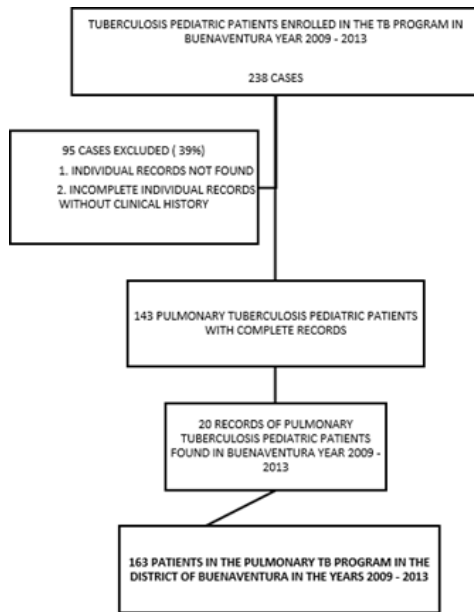 TUBERCULOSIS PEDIATRIC PATIENTS ENROLLED IN THE TB PROGRAM IN
BUENAVENTURA YEAR 2009 - 2013
238 CASES
95 CASES EXCLUDED ( 39%)
1. INDIVIDUAL RECORDS NOT FOUND
2. INCOMPLETE INDIVIDUAL RECORDS
WITHOUT CLINICAL HISTORY
143 PULMONARY TUBERCULOSIS PEDIATRIC PATIENTS
WITH COMPLETE RECORDS
20 RECORDS OF PULMONARY
TUBERCULOSIS PEDIATRIC PATIENTS
FOUND IN BUENAVENTURA YEAR 2009 -
2013
163 PATIENTS IN THE PULMONARY TB PROGRAM IN THE
DISTRICT OF BUENAVENTURA IN THE YEARS 2009 - 2013